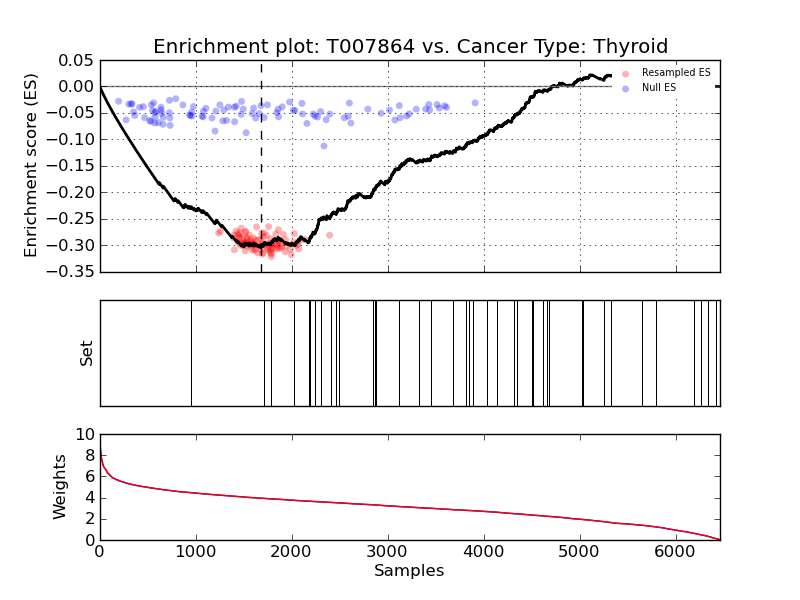 Enrichment plot: T007864 vs. Cancer Type: Thyroid
Enrichment score (ES)
0.05
0.00
−0.05
−0.10
−0.15
−0.20
−0.25
−0.30
−0.35
Resampled ES
Null ES
Set
Weights
10
8
6
4
2
0
0 1000 2000 3000 4000 5000 6000
Samples